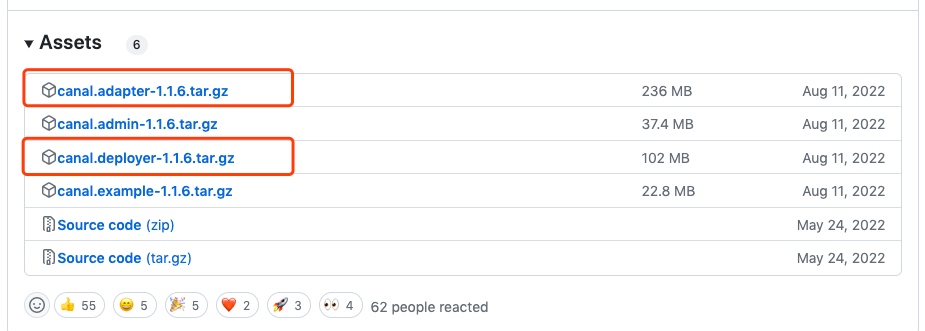 Assets 6
canal.adapter-1.1.6.tar.gz 236 MB Aug 11, 2022
canal.admin-1.1.6.tar.gz 37.4 MB Aug 11, 2022
canal.deployer-1.1.6.tar.gz 102 MB Aug 11, 2022
canal.example-1.1.6.tar.gz 22.8 MB Aug 11, 2022
Source code (zip) May 24, 2022
Source code (tar.gz) May 24, 2022
55 5 5 2 3 4 62 people reacted